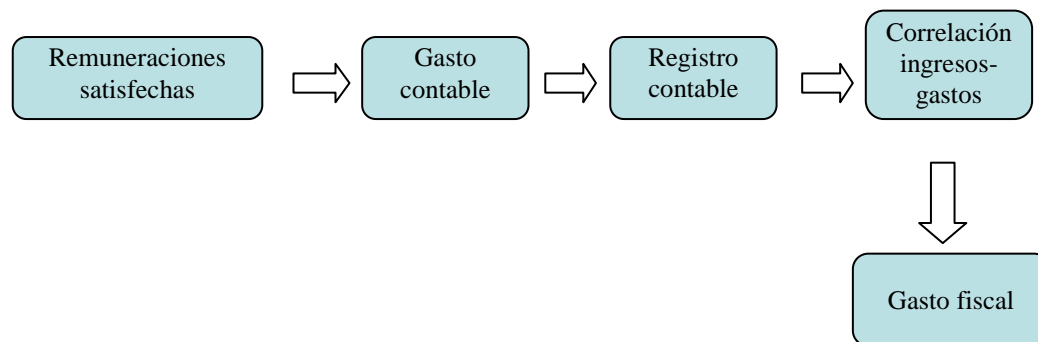 Remuneraciones
satisfechas
Gasto
contable
Registro
contable
Correlación
ingresos-
gastos
Gasto fiscal